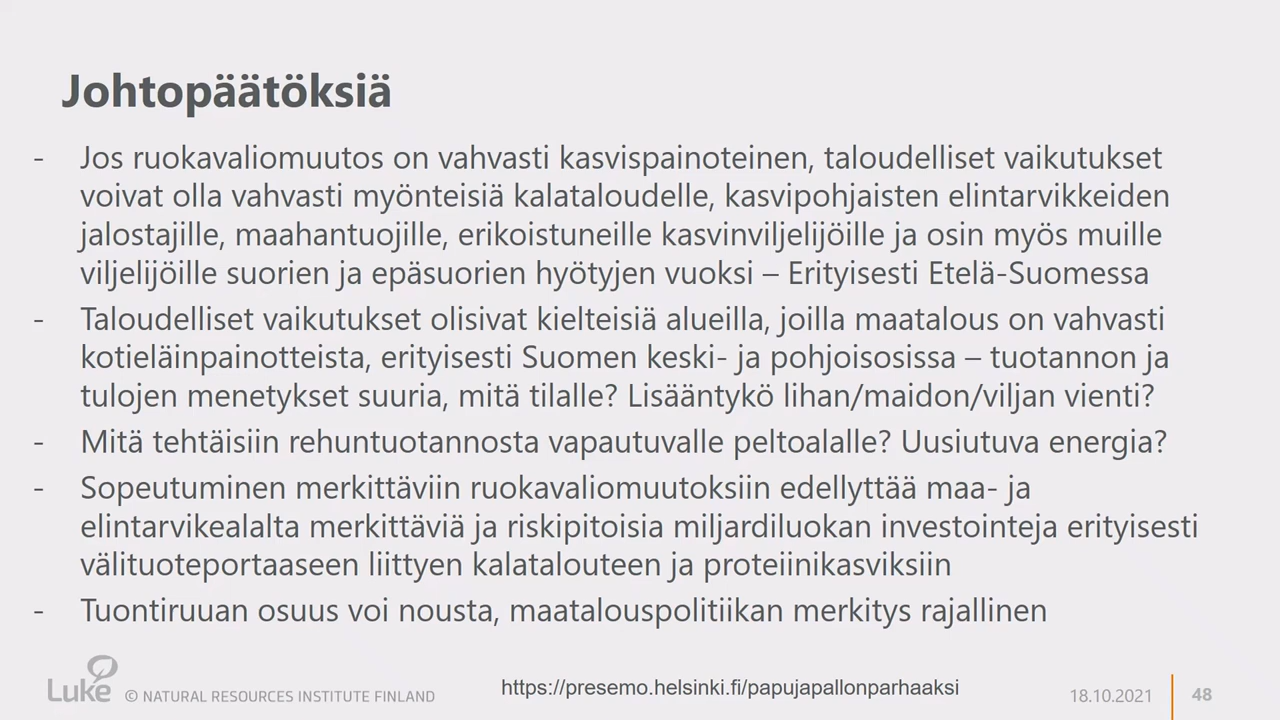 Johtopäätöksiä
- Jos ruokavaliomuutos on vahvasti kasvispainoteinen, taloudelliset vaikutukset
voivat olla vahvasti myönteisiä kalataloudelle, kasvipohjaisten elintarvikkeiden
jalostajille, maahantuojille, erikoistuneille kasvinviljelijöille ja osin myös muille
viljelijöille suorien ja epäsuorien hyötyjen vuoksi – Erityisesti Etelä-Suomessa
- Taloudelliset vaikutukset olisivat kielteisiä alueilla, joilla maatalous on vahvasti
kotieläinpainotteista, erityisesti Suomen keski- ja pohjoisosissa – tuotannon ja
tulojen menetykset suuria, mitä tilalle? Lisääntykö lihan/maidon/viljan vienti?
- Mitä tehtäisiin rehuntuotannosta vapautuvalle peltoalalle? Uusiutuva energia?
- Sopeutuminen merkittäviin ruokavaliomuutoksiin edellyttää maa- ja
elintarvikealalta merkittäviä ja riskipitoisia miljardiluokan investointeja erityisesti
välituoteportaaseen liittyen kalatalouteen ja proteiinikasviksiin
- Tuontiruuan osuus voi nousta, maatalouspolitiikan merkitys rajallinen
Luke © NATURAL RESOURCES INSTITUTE FINLAND
https://presemo.helsinki.fi/papujapallonparhaaksi
18.10.2021
48